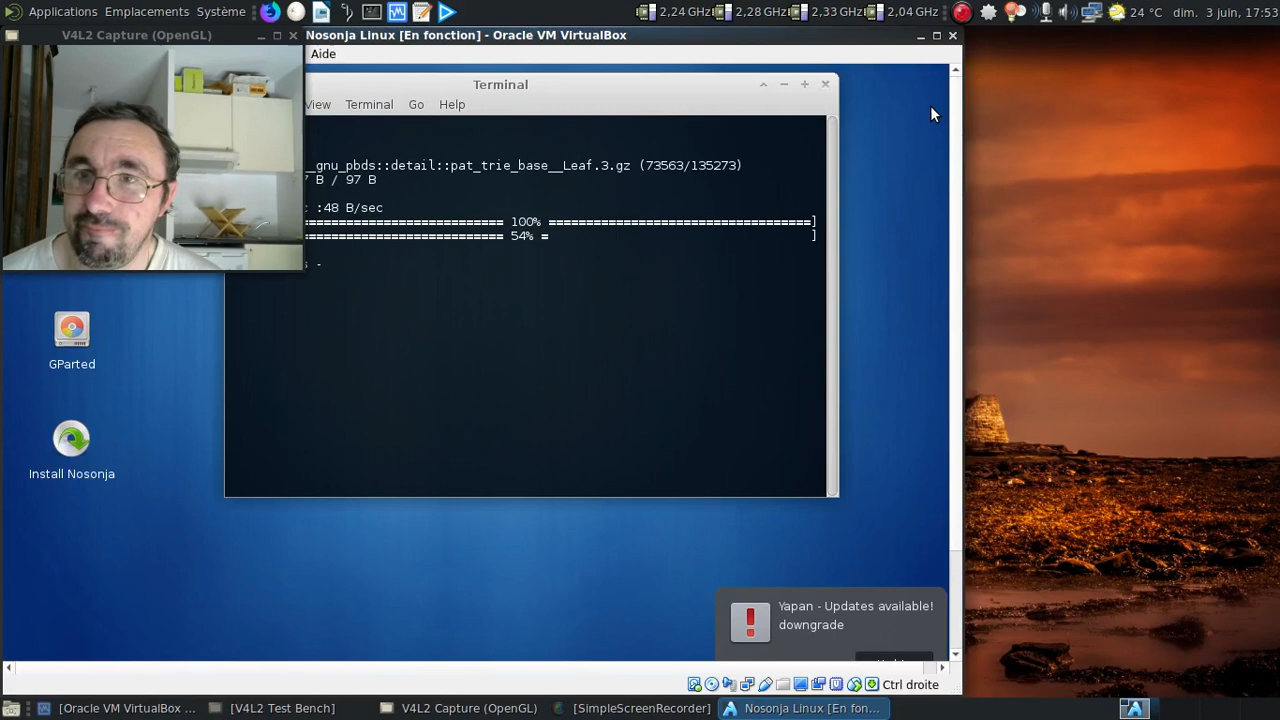 Applications Emplacements Système
2,24 GHz 2,28 GHz 2,33 GHz 2,04 GHz
24 °C dim. 3 juin, 17:53
V4L2 Capture (OpenGL)
Nosonja Linux [En fonction] - Oracle VM VirtualBox
Aide
Terminal
View Terminal Go Help
_gnu_pbds::detail::pat_trie_base__Leaf.3.gz (73563/135273)
B / 97 B
:48 B/sec
================================= 100% =================================]
================================= 54% = ]
-
GParted
Install Nosonja
Yapan - Updates available!
downgrade
Ctrl droite
[Oracle VM VirtualBox ...
[V4L2 Test Bench]
V4L2 Capture (OpenGL)
[SimpleScreenRecorder]
Nosonja Linux [En fon...